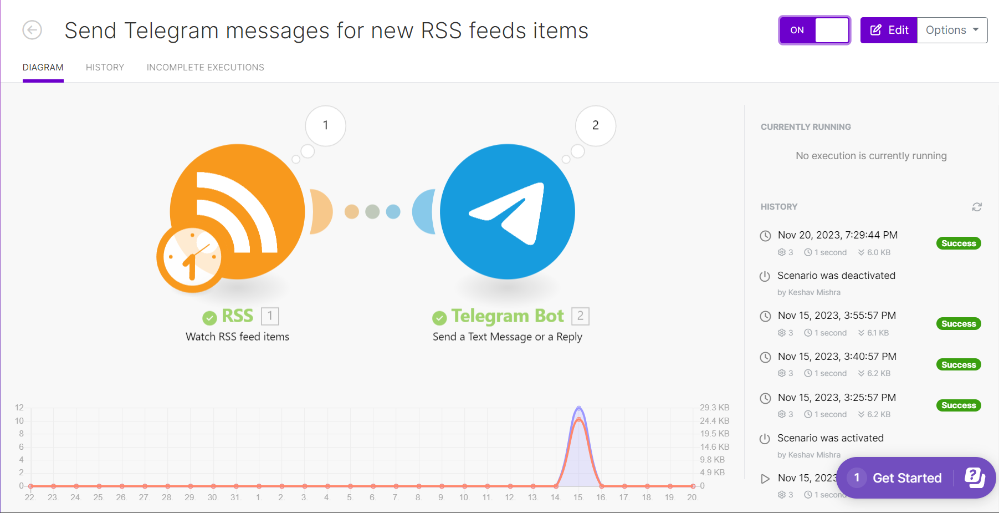 Send Telegram messages for new RSS feeds items
ON
Edit
Options
DIAGRAM
HISTORY
INCOMPLETE EXECUTIONS
1
2
RSS 1
Watch RSS feed items
Telegram Bot 2
Send a Text Message or a Reply
12
10
8
6
4
2
0
29.3 KB
24.4 KB
19.5 KB
14.6 KB
9.8 KB
4.9 KB
0
22. 23. 24. 25. 26. 27. 28. 29. 30. 31. 1. 2. 3. 4. 5. 6. 7. 8. 9. 10. 11. 12. 13. 14. 15. 16. 17. 18. 19. 20.
CURRENTLY RUNNING
No execution is currently running
HISTORY
Nov 20, 2023, 7:29:44 PM
3 1 second 6.0 KB
Success
Scenario was deactivated
by Keshav Mishra
Nov 15, 2023, 3:55:57 PM
3 1 second 6.1 KB
Success
Nov 15, 2023, 3:40:57 PM
3 1 second 6.2 KB
Success
Nov 15, 2023, 3:25:57 PM
3 1 second 6.2 KB
Success
Scenario was activated
by Keshav Mishra
Nov 15, 2023
3 1 second
1 Get Started